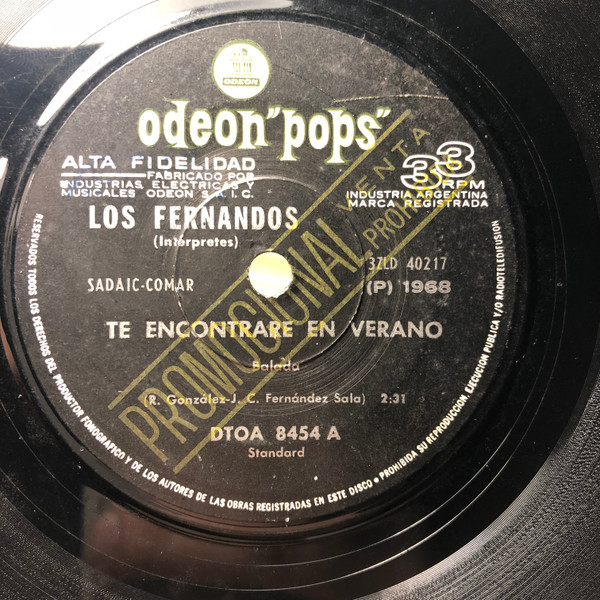 ODEON
odeon "pops"
ALTA FIDELIDAD
FABRICADO POR
INDUSTRIAS ELECTRICAS Y
MUSICALES ODEON S.A.I.C.
33
RPM
INDUSTRIA ARGENTINA
MARCA REGISTRADA
LOS FERNANDOS
(Intérpretes)
SADAIC-COMAR
3ZLD 40217
(P) 1968
TE ENCONTRARE EN VERANO
Balada
(R. González-J. C. Fernández Sala) 2:31
DTOA 8454 A
Standard
PROMOCIONAL
VENTA
RESERVADOS TODOS LOS DERECHOS DEL PRODUCTOR FONOGRAFICO Y DE LOS AUTORES DE LAS OBRAS REGISTRADAS EN ESTE DISCO • PROHIBIDA SU REPRODUCCION, EJECUCION PUBLICA Y/O RADIOTELEDIFUSION